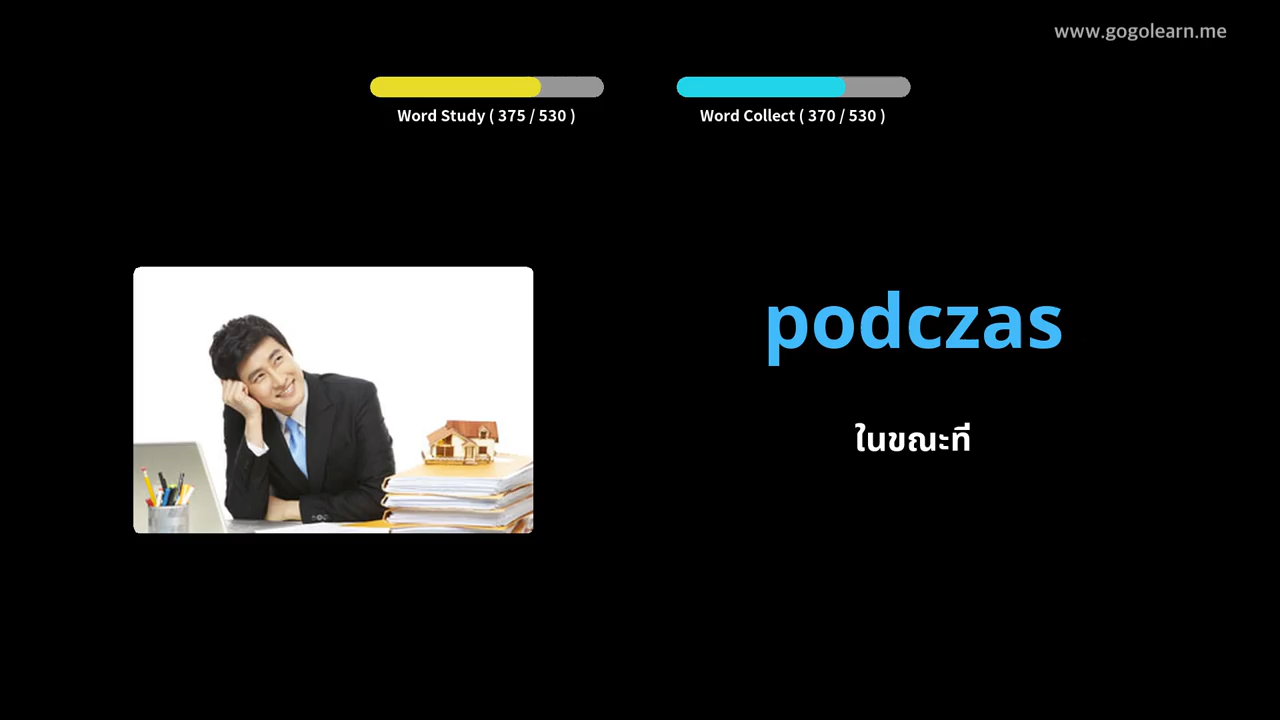 www.gogolearn.me
Word Study ( 375 / 530 )
Word Collect ( 370 / 530 )
podczas
ในขณะที่